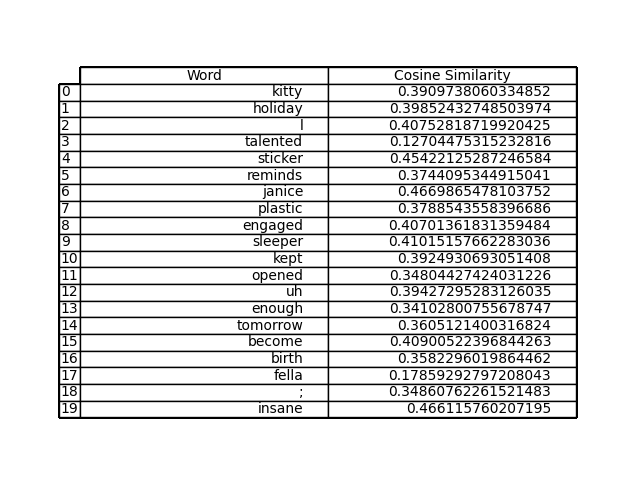 Word Cosine Similarity
0 kitty 0.3909738060334852
1 holiday 0.39852432748503974
2 l 0.40752818719920425
3 talented 0.12704475315232816
4 sticker 0.45422125287246584
5 reminds 0.3744095344915041
6 janice 0.4669865478103752
7 plastic 0.3788543558396686
8 engaged 0.40701361831359484
9 sleeper 0.41015157662283036
10 kept 0.3924930693051408
11 opened 0.34804427424031226
12 uh 0.39427295283126035
13 enough 0.34102800755678747
14 tomorrow 0.3605121400316824
15 become 0.40900522396844263
16 birth 0.3582296019864462
17 fella 0.17859292797208043
18 ; 0.34860762261521483
19 insane 0.466115760207195